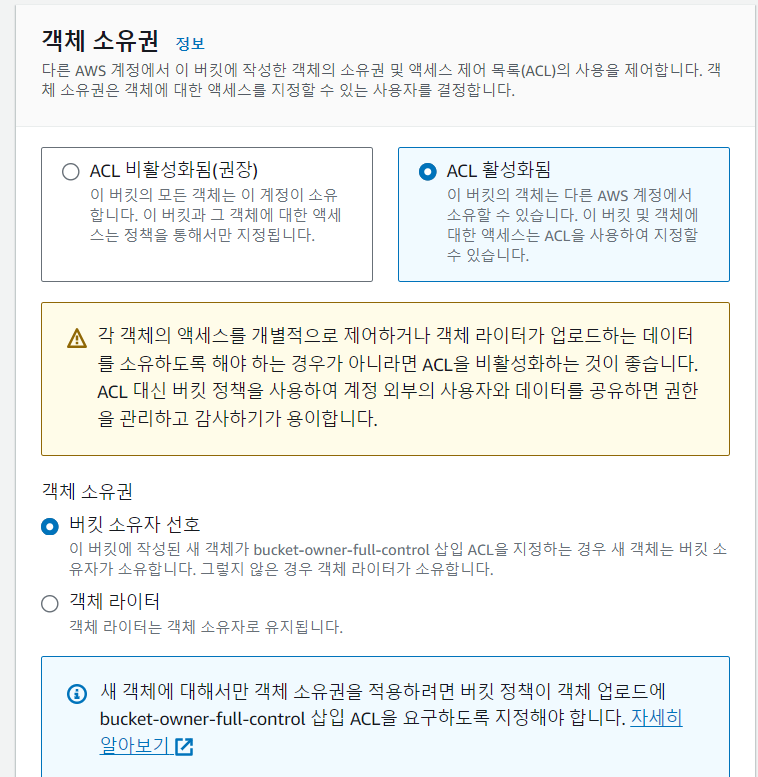 객체 소유권 정보
다른 AWS 계정에서 이 버킷에 작성한 객체의 소유권 및 액세스 제어 목록(ACL)의 사용을 제어합니다. 객
체 소유권은 객체에 대한 액세스를 지정할 수 있는 사용자를 결정합니다.
ACL 비활성화됨(권장)
이 버킷의 모든 객체는 이 계정이 소유
합니다. 이 버킷과 그 객체에 대한 액세
스는 정책을 통해서만 지정됩니다.
ACL 활성화됨
이 버킷의 객체는 다른 AWS 계정에서
소유할 수 있습니다. 이 버킷 및 객체에
대한 액세스는 ACL을 사용하여 지정할
수 있습니다.
각 객체의 액세스를 개별적으로 제어하거나 객체 라이터가 업로드하는 데이터
를 소유하도록 해야 하는 경우가 아니라면 ACL을 비활성화하는 것이 좋습니다.
ACL 대신 버킷 정책을 사용하여 계정 외부의 사용자와 데이터를 공유하면 권한
을 관리하고 감사하기가 용이합니다.
객체 소유권
버킷 소유자 선호
이 버킷에 작성된 새 객체가 bucket-owner-full-control 삽입 ACL을 지정하는 경우 새 객체는 버킷 소
유자가 소유합니다. 그렇지 않은 경우 객체 라이터가 소유합니다.
객체 라이터
객체 라이터는 객체 소유자로 유지됩니다.
새 객체에 대해서만 객체 소유권을 적용하려면 버킷 정책이 객체 업로드에
bucket-owner-full-control 삽입 ACL을 요구하도록 지정해야 합니다. 자세히
알아보기